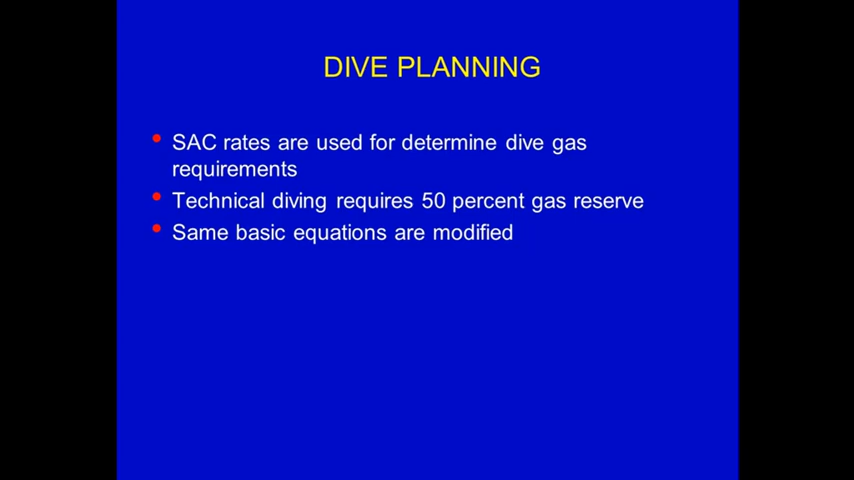 DIVE PLANNING
• SAC rates are used for determine dive gas
requirements
• Technical diving requires 50 percent gas reserve
• Same basic equations are modified